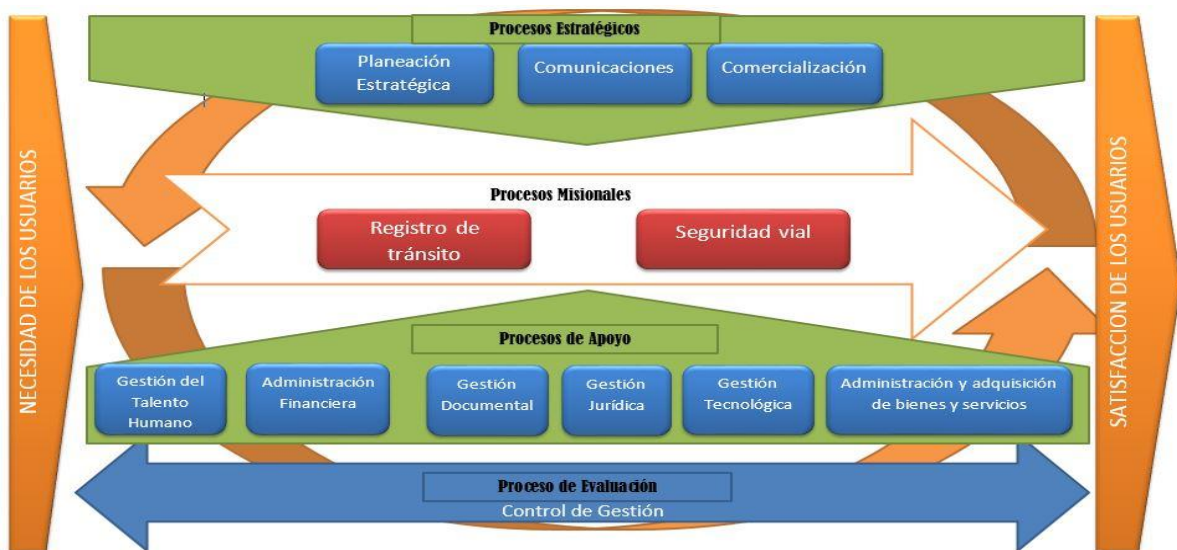 NECESIDAD DE LOS USUARIOS
Procesos Estratégicos
Planeación
Estratégica
Comunicaciones
Comercialización
Procesos Misionales
Registro de
tránsito
Seguridad vial
Procesos de Apoyo
Gestión del
Talento
Humano
Administración
Financiera
Gestión
Documental
Gestión
Jurídica
Gestión
Tecnológica
Administración y adquisición
de bienes y servicios
Proceso de Evaluación
Control de Gestión
SATISFACCION DE LOS USUARIOS